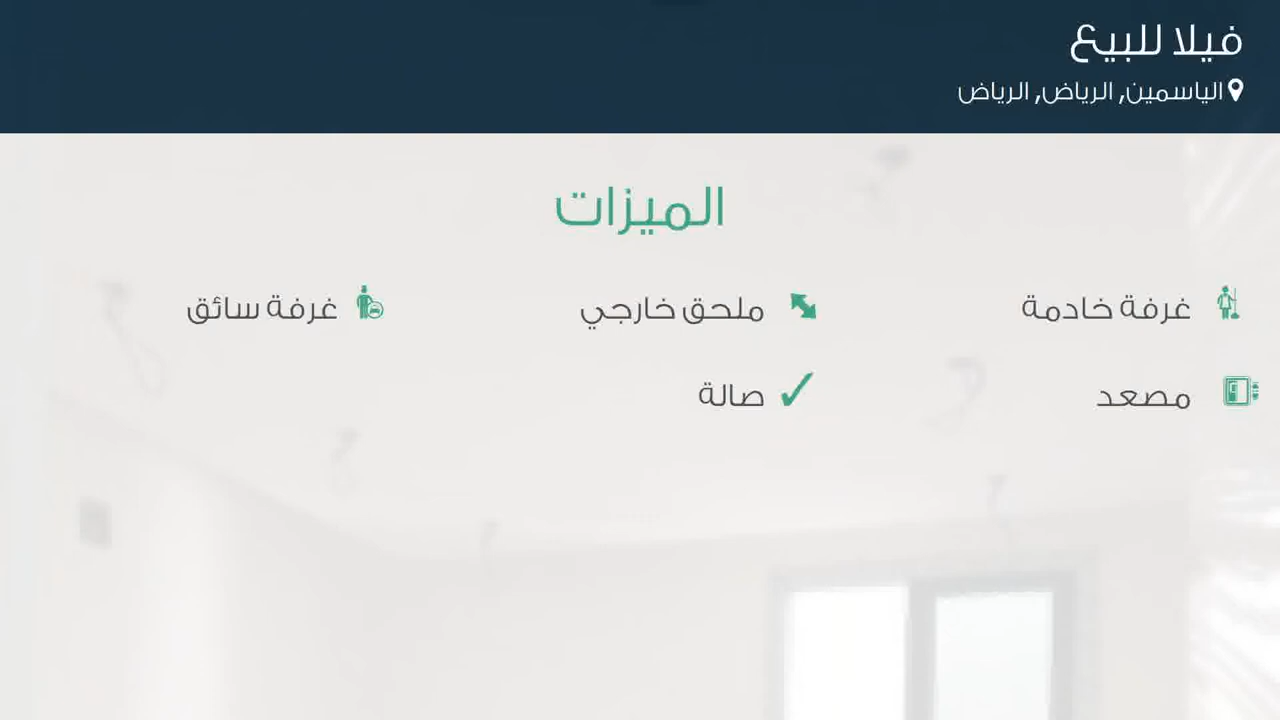 فيلا للبيع
الياسمين, الرياض, الرياض
الميزات
غرفة خادمة
ملحق خارجي
غرفة سائق
مصعد
صالة